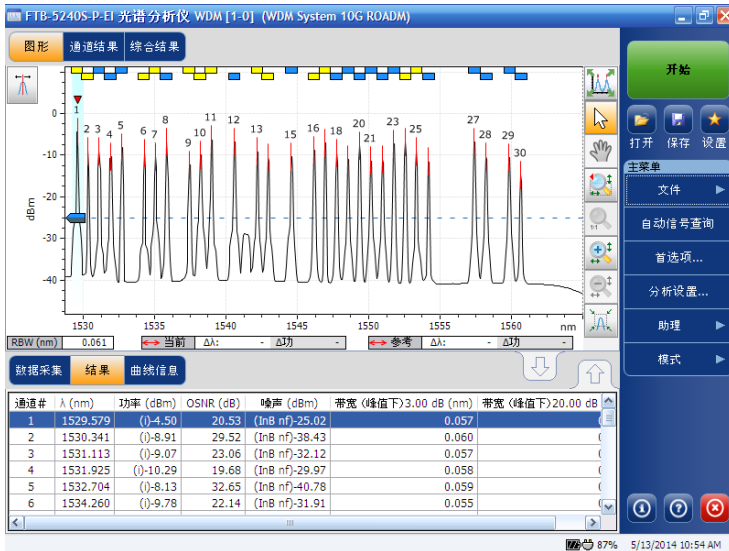 FTB-5240S-P-EI 光谱分析仪 WDM [1-0] (WDM System 10G ROADM)
图形 通道结果 综合结果
开始
打开 保存 设置
主菜单
文件
自动信号查询
首选项...
分析设置...
助理
模式
dBm
0
-10
-20
-30
-40
1 2 3 4 5 6 7 8 9 10 11 12 13 15 16 18 20 21 23 25 27 28 29 30
1:1
1530 1535 1540 1545 1550 1555 1560 nm
RBW (nm) 0.061 当前 Δλ: - Δ功 - 参考 Δλ: - Δ功 -
数据采集 结果 曲线信息
通道# λ (nm) 功率 (dBm) OSNR (dB) 噪声 (dBm) 带宽 (峰值下)3.00 dB (nm) 带宽 (峰值下)20.00 dB
1 1529.579 (i)-4.50 20.53 (InB nf)-25.02 0.057
2 1530.341 (i)-8.91 29.52 (InB nf)-38.43 0.060
3 1531.113 (i)-9.07 23.06 (InB nf)-32.12 0.057
4 1531.925 (i)-10.29 19.68 (InB nf)-29.97 0.058
5 1532.704 (i)-8.13 32.65 (InB nf)-40.78 0.059
6 1534.260 (i)-9.78 22.14 (InB nf)-31.91 0.055
87% 5/13/2014 10:54 AM